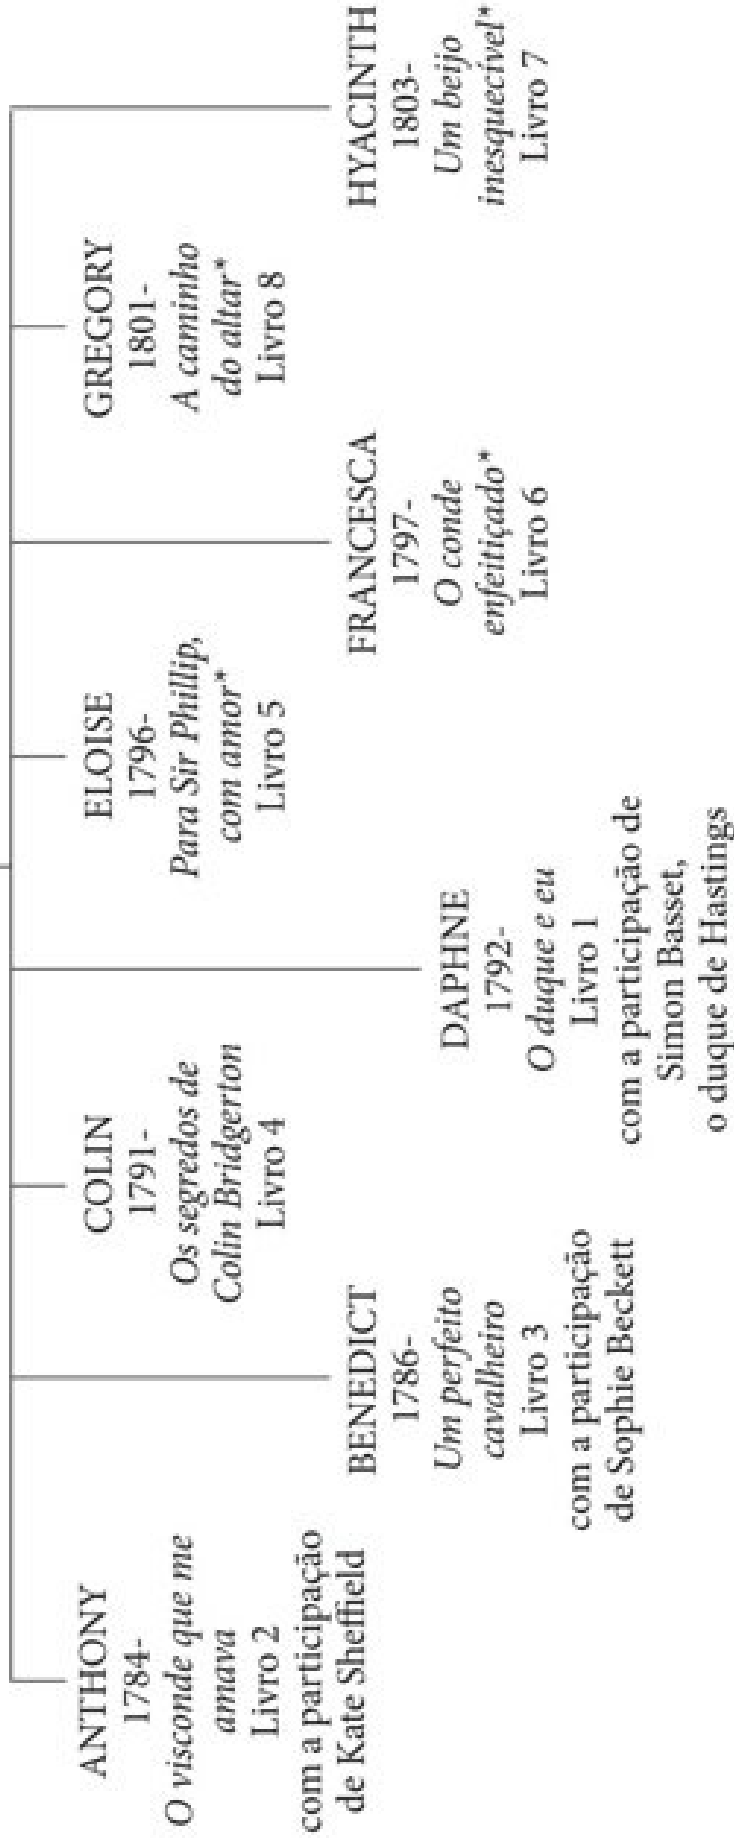 ANTHONY
1784-
O visconde que me
amava
Livro 2
com a participação
de Kate Sheffield
BENEDICT
1786-
Um perfeito
cavalheiro
Livro 3
com a participação
de Sophie Beckett
COLIN
1791-
Os segredos de
Colin Bridgerton
Livro 4
DAPHNE
1792-
O duque e eu
Livro 1
com a participação de
Simon Basset,
o duque de Hastings
ELOISE
1796-
Para Sir Phillip,
com amor*
Livro 5
FRANCESCA
1797-
O conde
enfeitiçado*
Livro 6
GREGORY
1801-
A caminho
do altar*
Livro 8
HYACINTH
1803-
Um beijo
inesquecível*
Livro 7